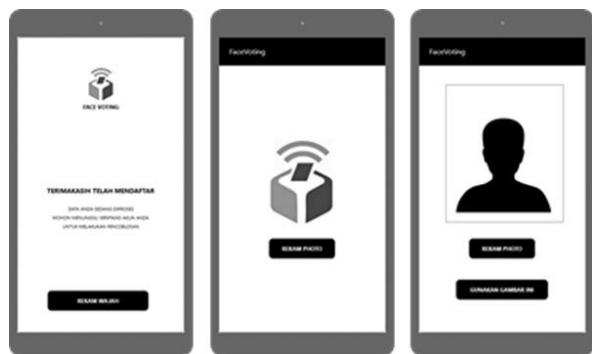 FACE VOTING
TERIMAKASIH TELAH MENDAFTAR
DATA ANDA SEDANG DIPROSES
MOHON MENUNGGU VERIFIKASI AKUN ANDA
UNTUK MELAKUKAN PENCOBLOSAN
REKAM WAJAH
FaceVoting
REKAM PHOTO
FaceVoting
REKAM PHOTO
GUNAKAN GAMBAR INI